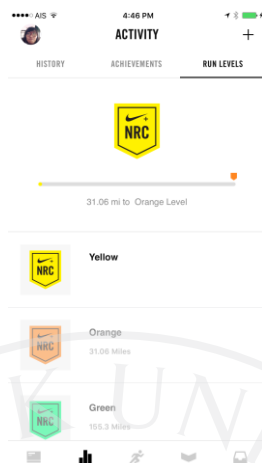 AIS 4:46 PM
ACTIVITY +
HISTORY ACHIEVEMENTS RUN LEVELS
NRC
31.06 mi to Orange Level
NRC Yellow
NRC Orange
31.06 Miles
NRC Green
155.3 Miles
KUN